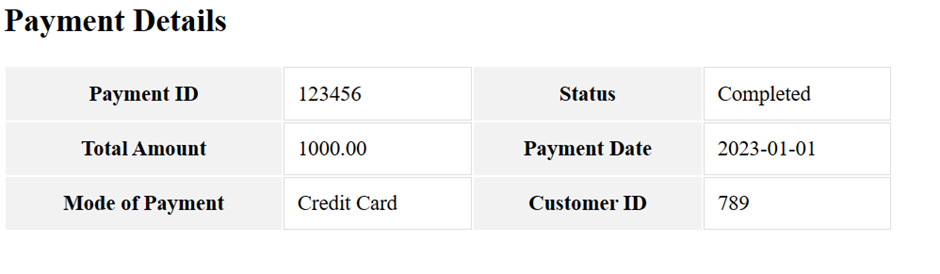 Payment Details
Payment ID 123456 Status Completed
Total Amount 1000.00 Payment Date 2023-01-01
Mode of Payment Credit Card Customer ID 789